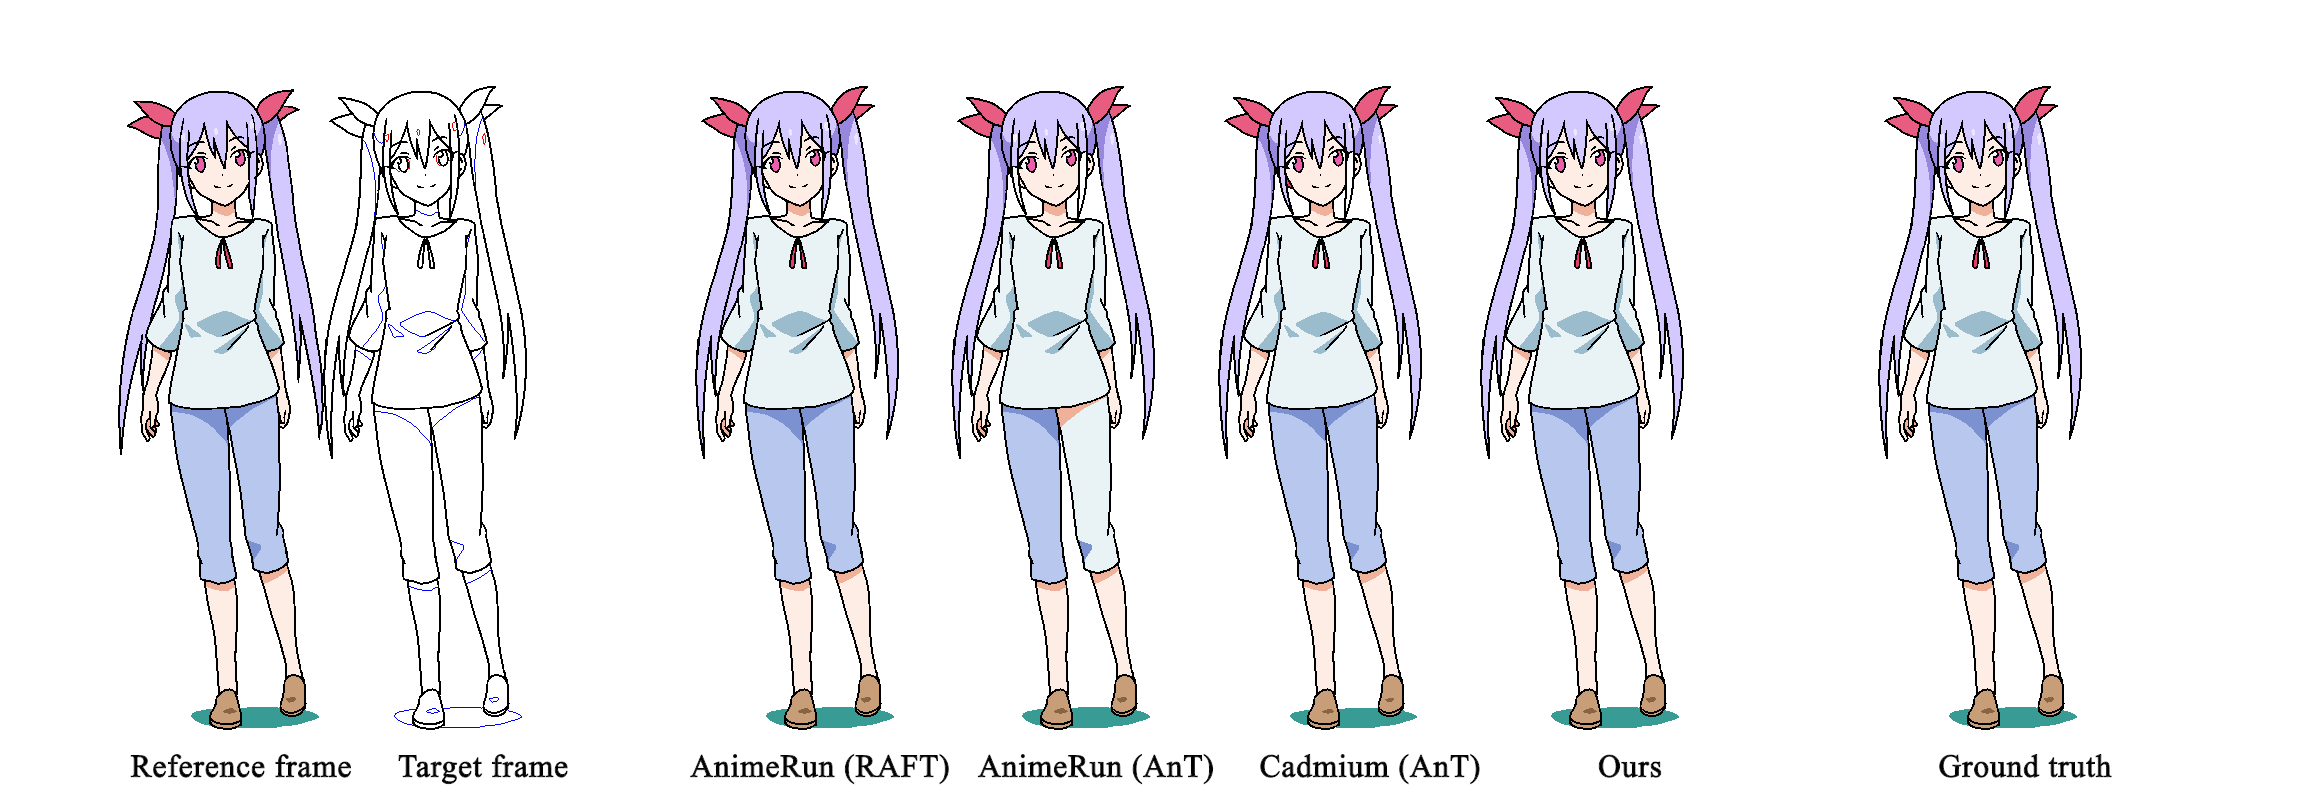 Reference frame
Target frame
AnimeRun (RAFT)
AnimeRun (AnT)
Cadmium (AnT)
Ours
Ground truth